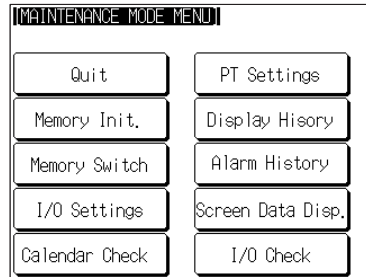 [MAINTENANCE MODE MENU]
Quit
PT Settings
Memory Init.
Display Hisory
Memory Switch
Alarm History
I/O Settings
Screen Data Disp.
Calendar Check
I/O Check